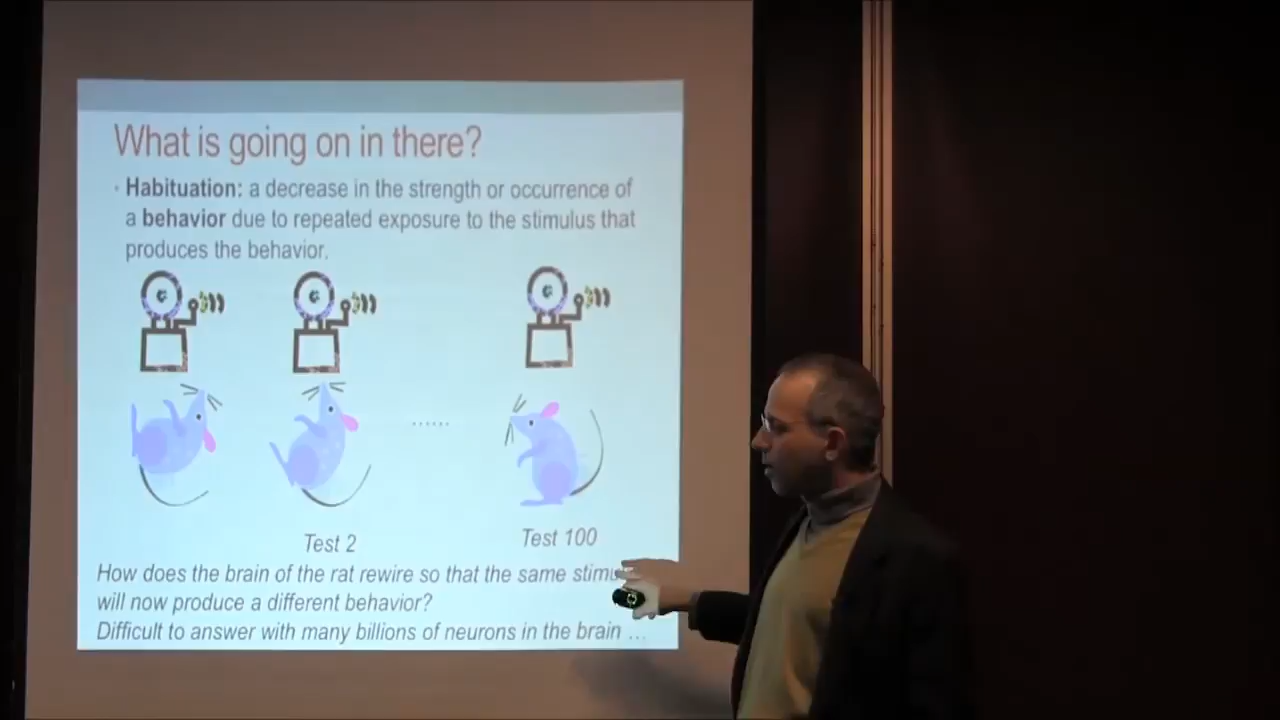 What is going on in there?
• Habituation: a decrease in the strength or occurrence of
a behavior due to repeated exposure to the stimulus that
produces the behavior.
......
Test 2
Test 100
How does the brain of the rat rewire so that the same
will now produce a different behavior?
Difficult to answer with many billions of neurons in the brain ...